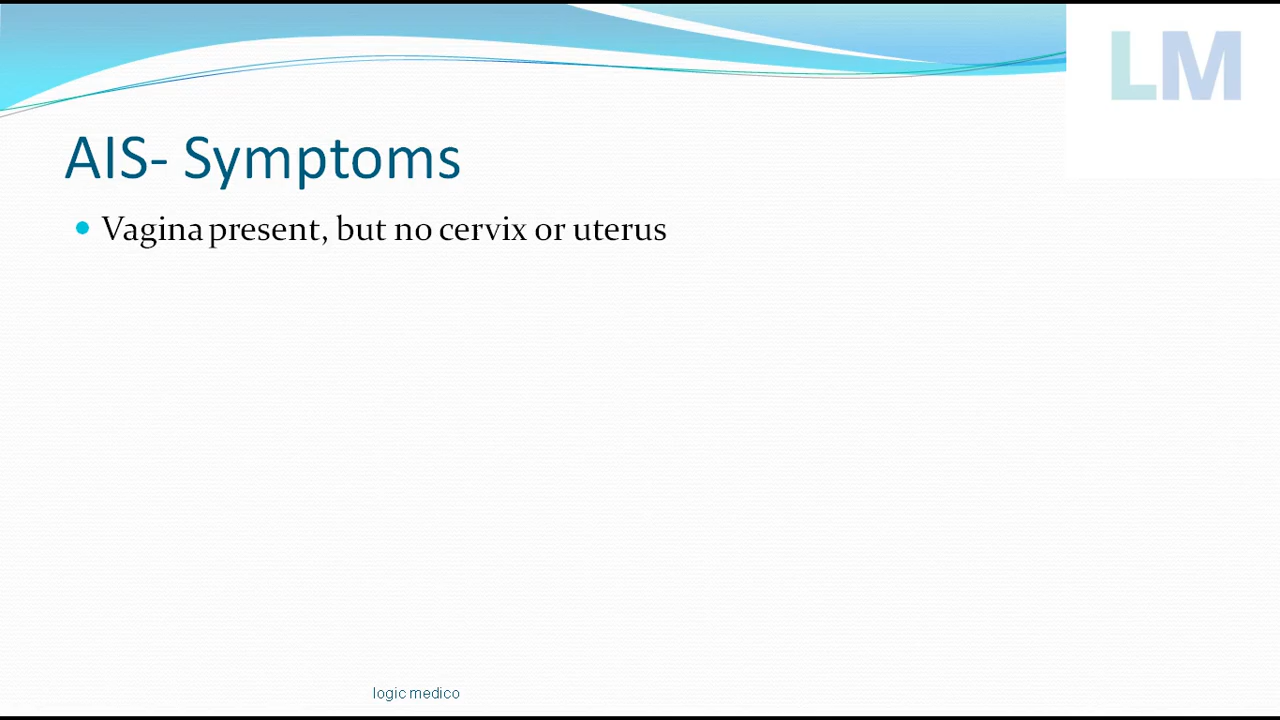 LM
AIS- Symptoms
Vagina present, but no cervix or uterus
logic medico